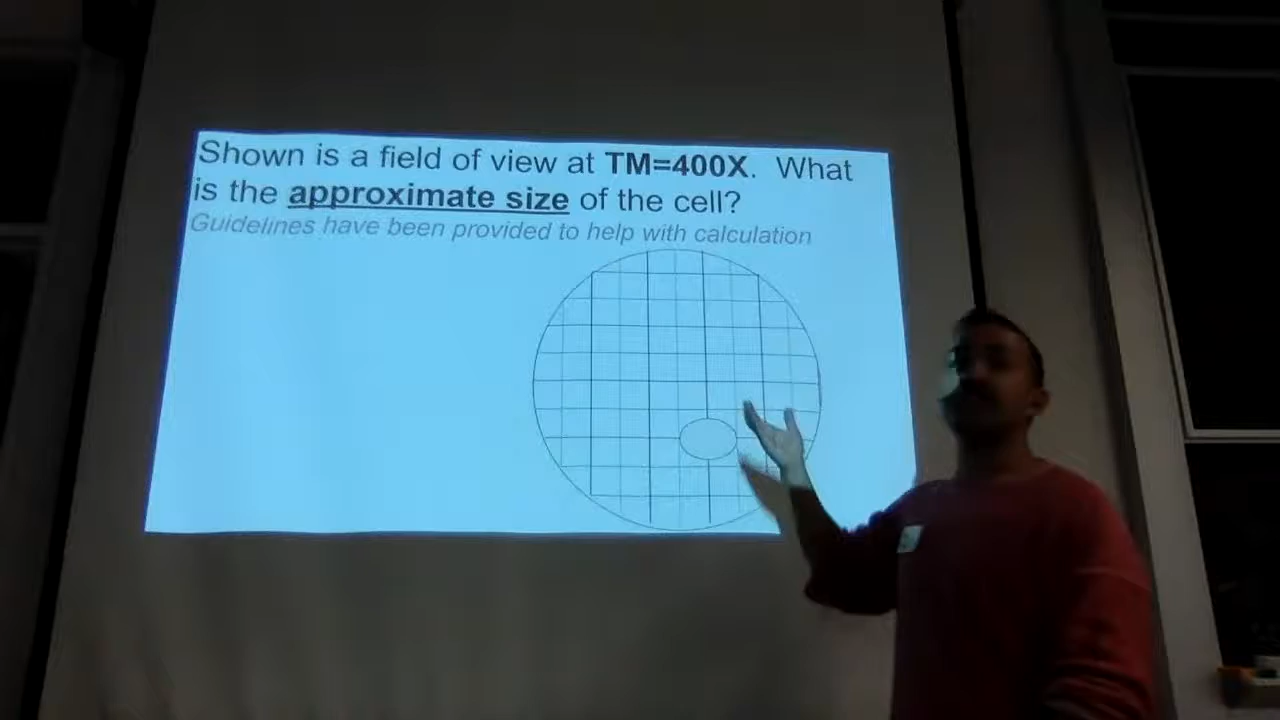 Shown is a field of view at TM=400X. What
is the approximate size of the cell?
Guidelines have been provided to help with calculation